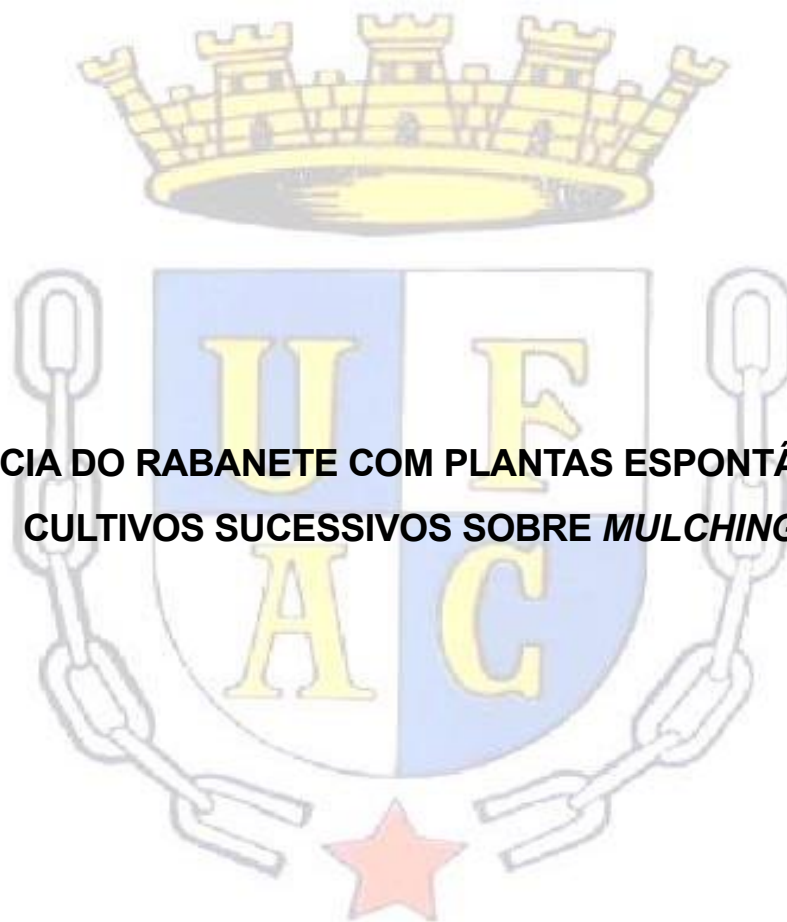 U F
CIA DO RABANETE COM PLANTAS ESPONTÂ
CULTIVOS SUCESSIVOS SOBRE MULCHING
A C